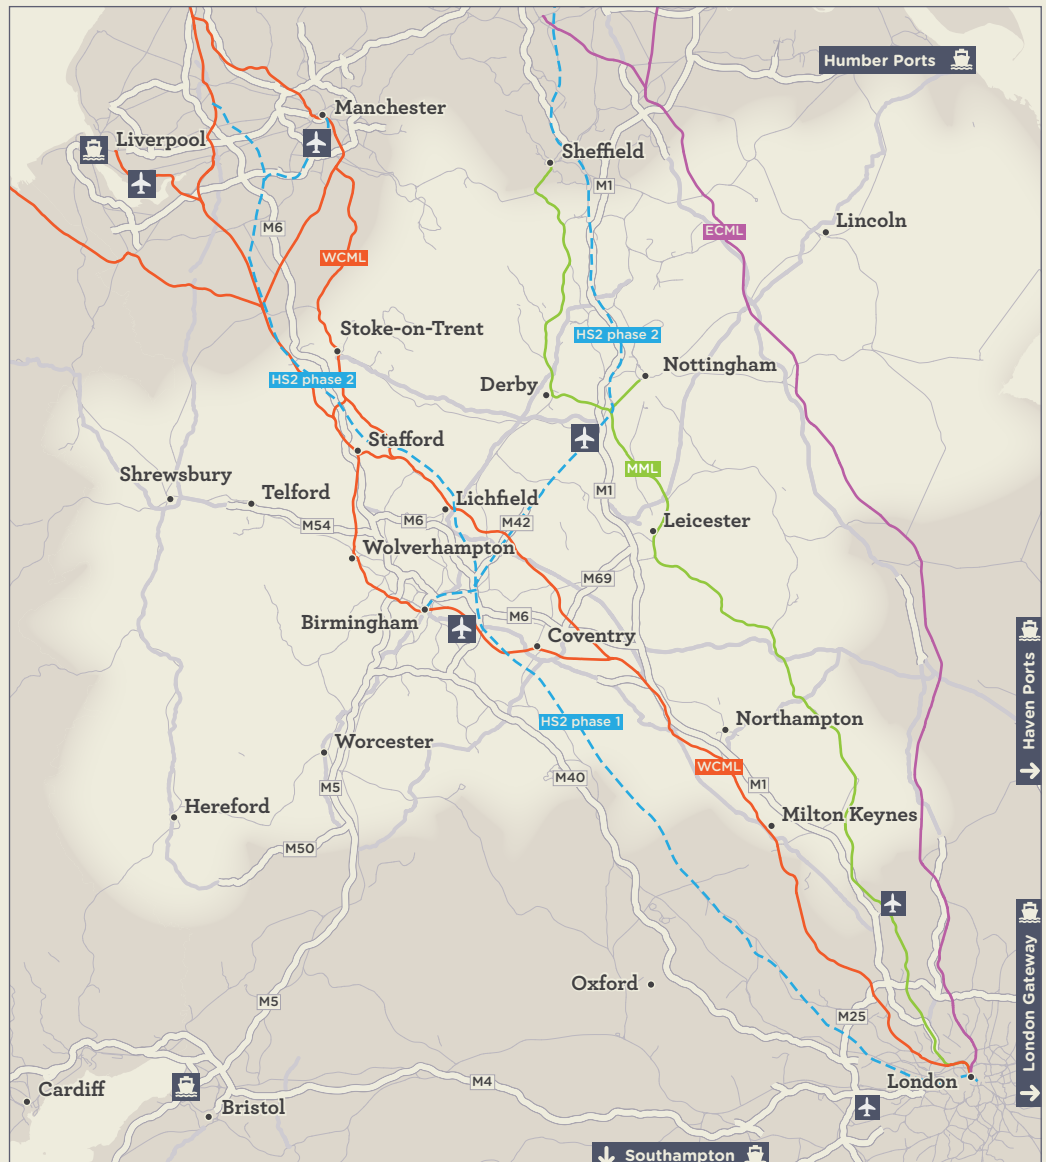 Humber Ports
Manchester
Liverpool
Sheffield
M1
Lincoln
M6
ECML
WCML
Stoke-on-Trent
HS2 phase 2
Nottingham
HS2 phase 2
Derby
Stafford
MML
Shrewsbury
Telford
Lichfield
M1
M54
M6
M42
Leicester
Wolverhampton
M69
Birmingham
M6
Coventry
Haven Ports
HS2 phase 1
Northampton
Worcester
WCML
M40
M5
M1
Hereford
Milton Keynes
M50
London Gateway
Oxford
M5
M25
M4
London
Cardiff
Bristol
Southampton